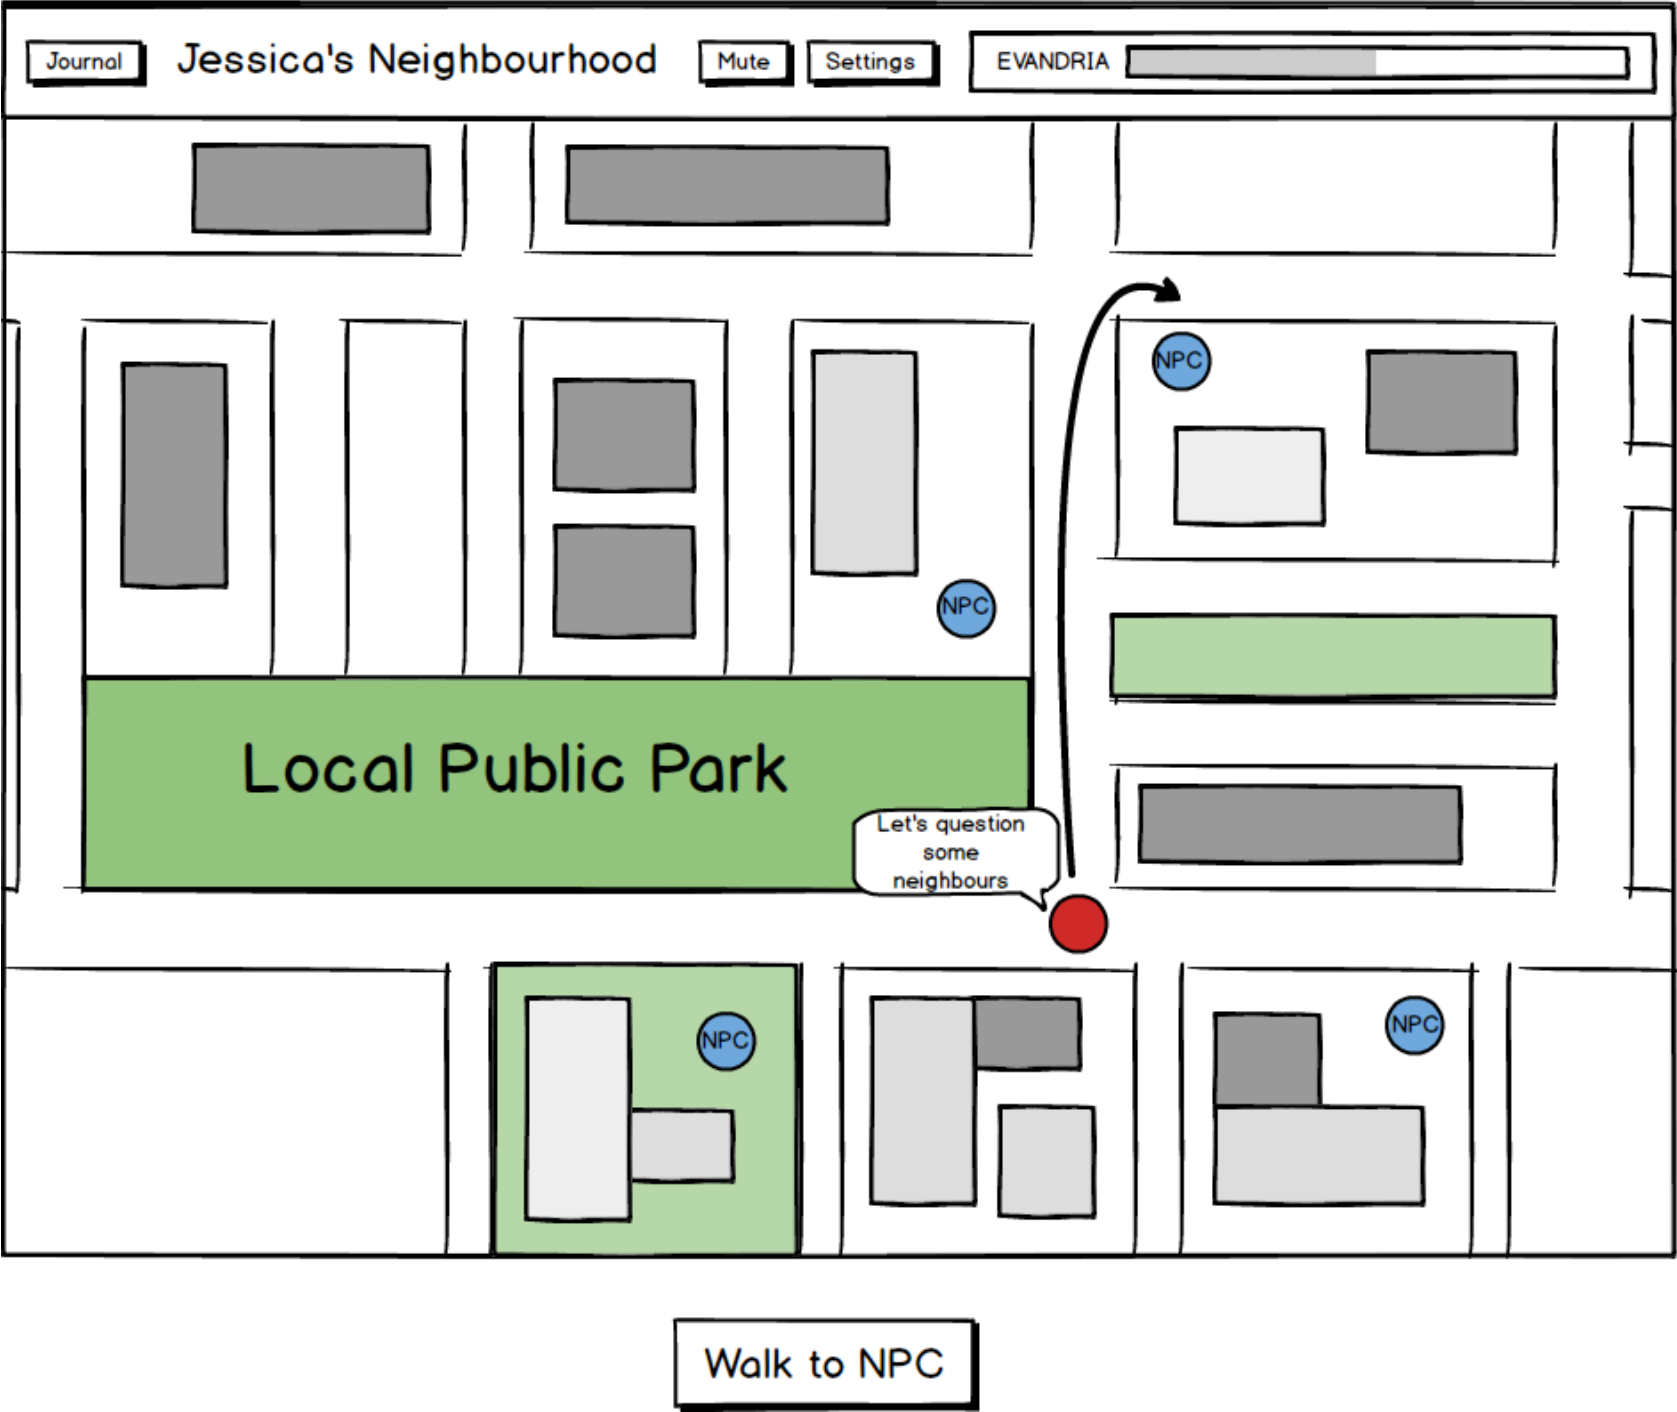 Journal
Jessica's Neighbourhood
Mute
Settings
EVANDRIA
NPC
NPC
Local Public Park
Let's question
some
neighbours
NPC
NPC
Walk to NPC